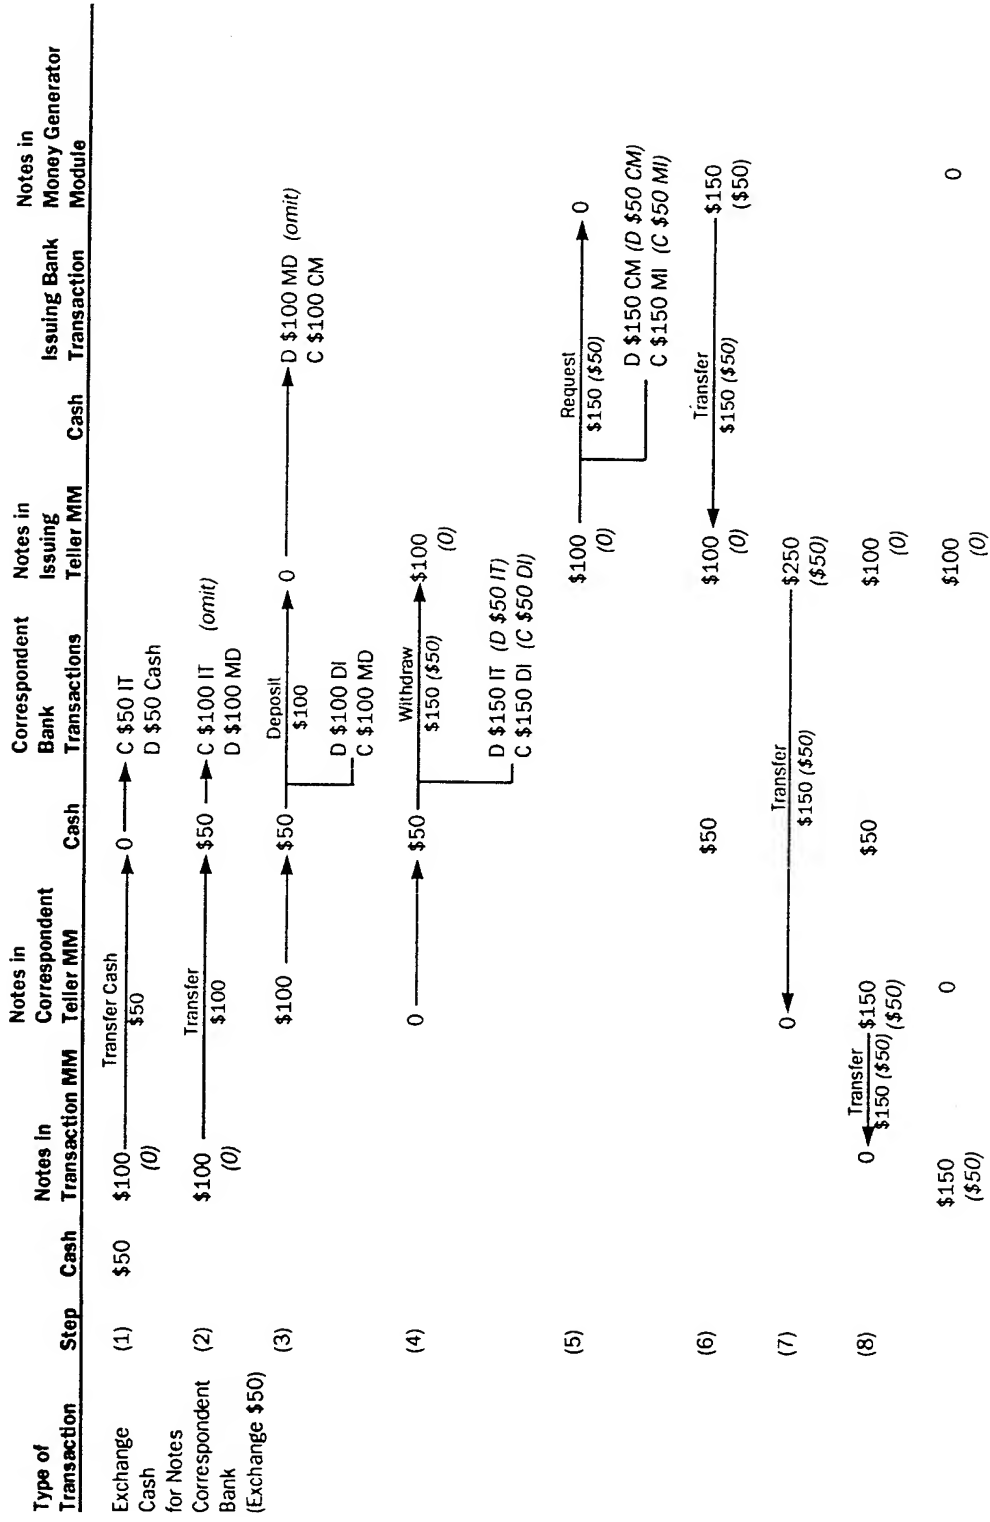 Type of Transaction Step Cash Notes in Transaction MM Notes in Correspondent Teller MM Cash Correspondent Bank Transactions Notes in Issuing Teller MM Cash Issuing Bank Transaction Notes in Money Generator Module
Exchange (1) $50 $100 Transfer Cash 0 C $50 IT
Cash (0) $50 D $50 Cash
for Notes
Correspondent (2) $100 Transfer $50 C $100 IT (omit)
Bank (0) $100 D $100 MD
(Exchange $50)
(3) $100 $50 Deposit 0 D $100 MD (omit)
$100 C $100 CM
D $100 DI
C $100 MD
(4) 0 $50 Withdraw $100
$150 ($50) (0)
D $150 IT (D $50 IT)
C $150 DI (C $50 DI)
(5) $100 Request 0
(0) $150 ($50)
D $150 CM (D $50 CM)
C $150 MI (C $50 MI)
(6) $50 $100 Transfer $150
(0) $150 ($50) ($50)
(7) 0 Transfer $250
$150 ($50) ($50)
(8) 0 Transfer $150 $50 $100
$150 ($50) ($50) (0)
$150 0 $100 0
($50) (0)